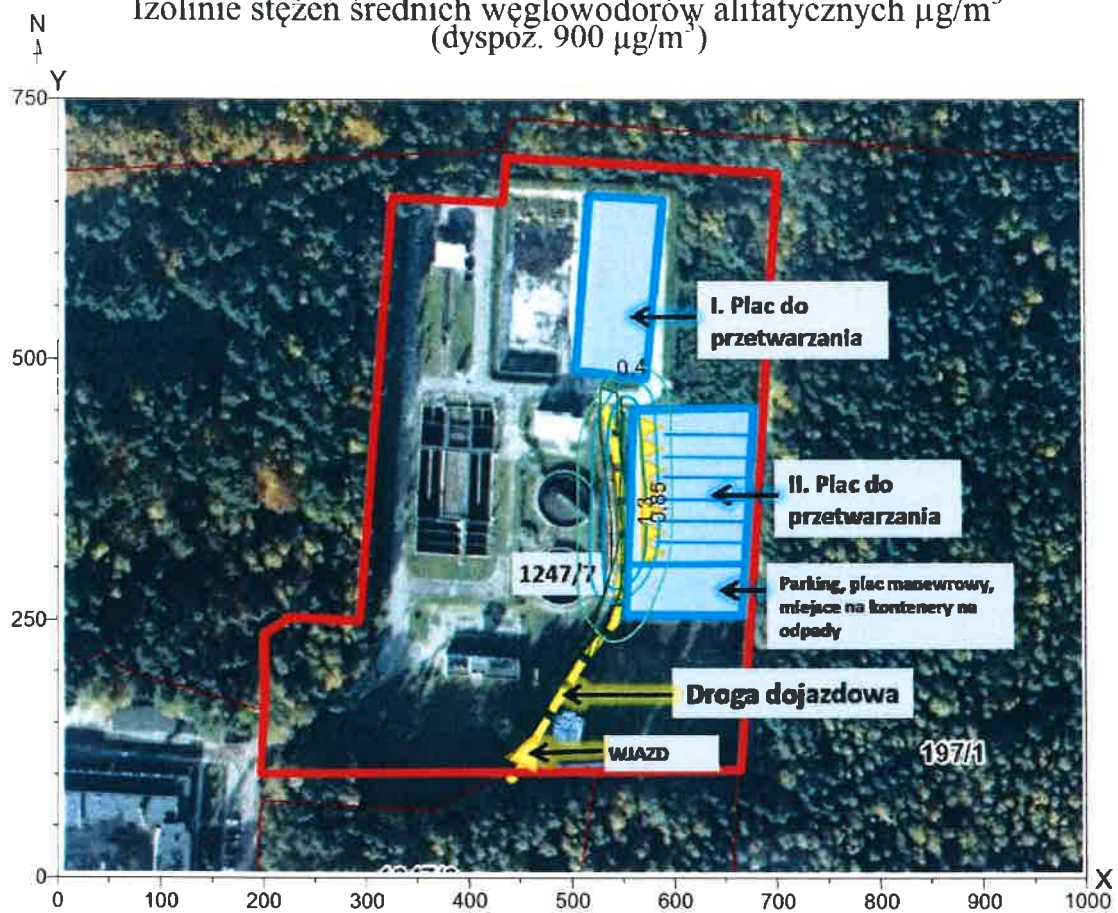 Izolinie stężeń średnich węglowodorów alifatycznych µg/m³
(dyspoz. 900 µg/m³)
N
Y
750
500
250
0
0 100 200 300 400 500 600 700 800 900 1000
X
I. Plac do
przetwarzania
0.4
II. Plac do
przetwarzania
1.3
1247/7
Parking, plac manewrowy,
miejsce na kontenery na
odpady
Droga dojazdowa
WJAZD
197/1